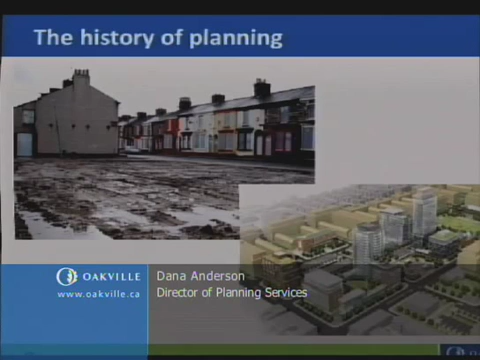 The history of planning
OAKVILLE
www.oakville.ca
Dana Anderson
Director of Planning Services